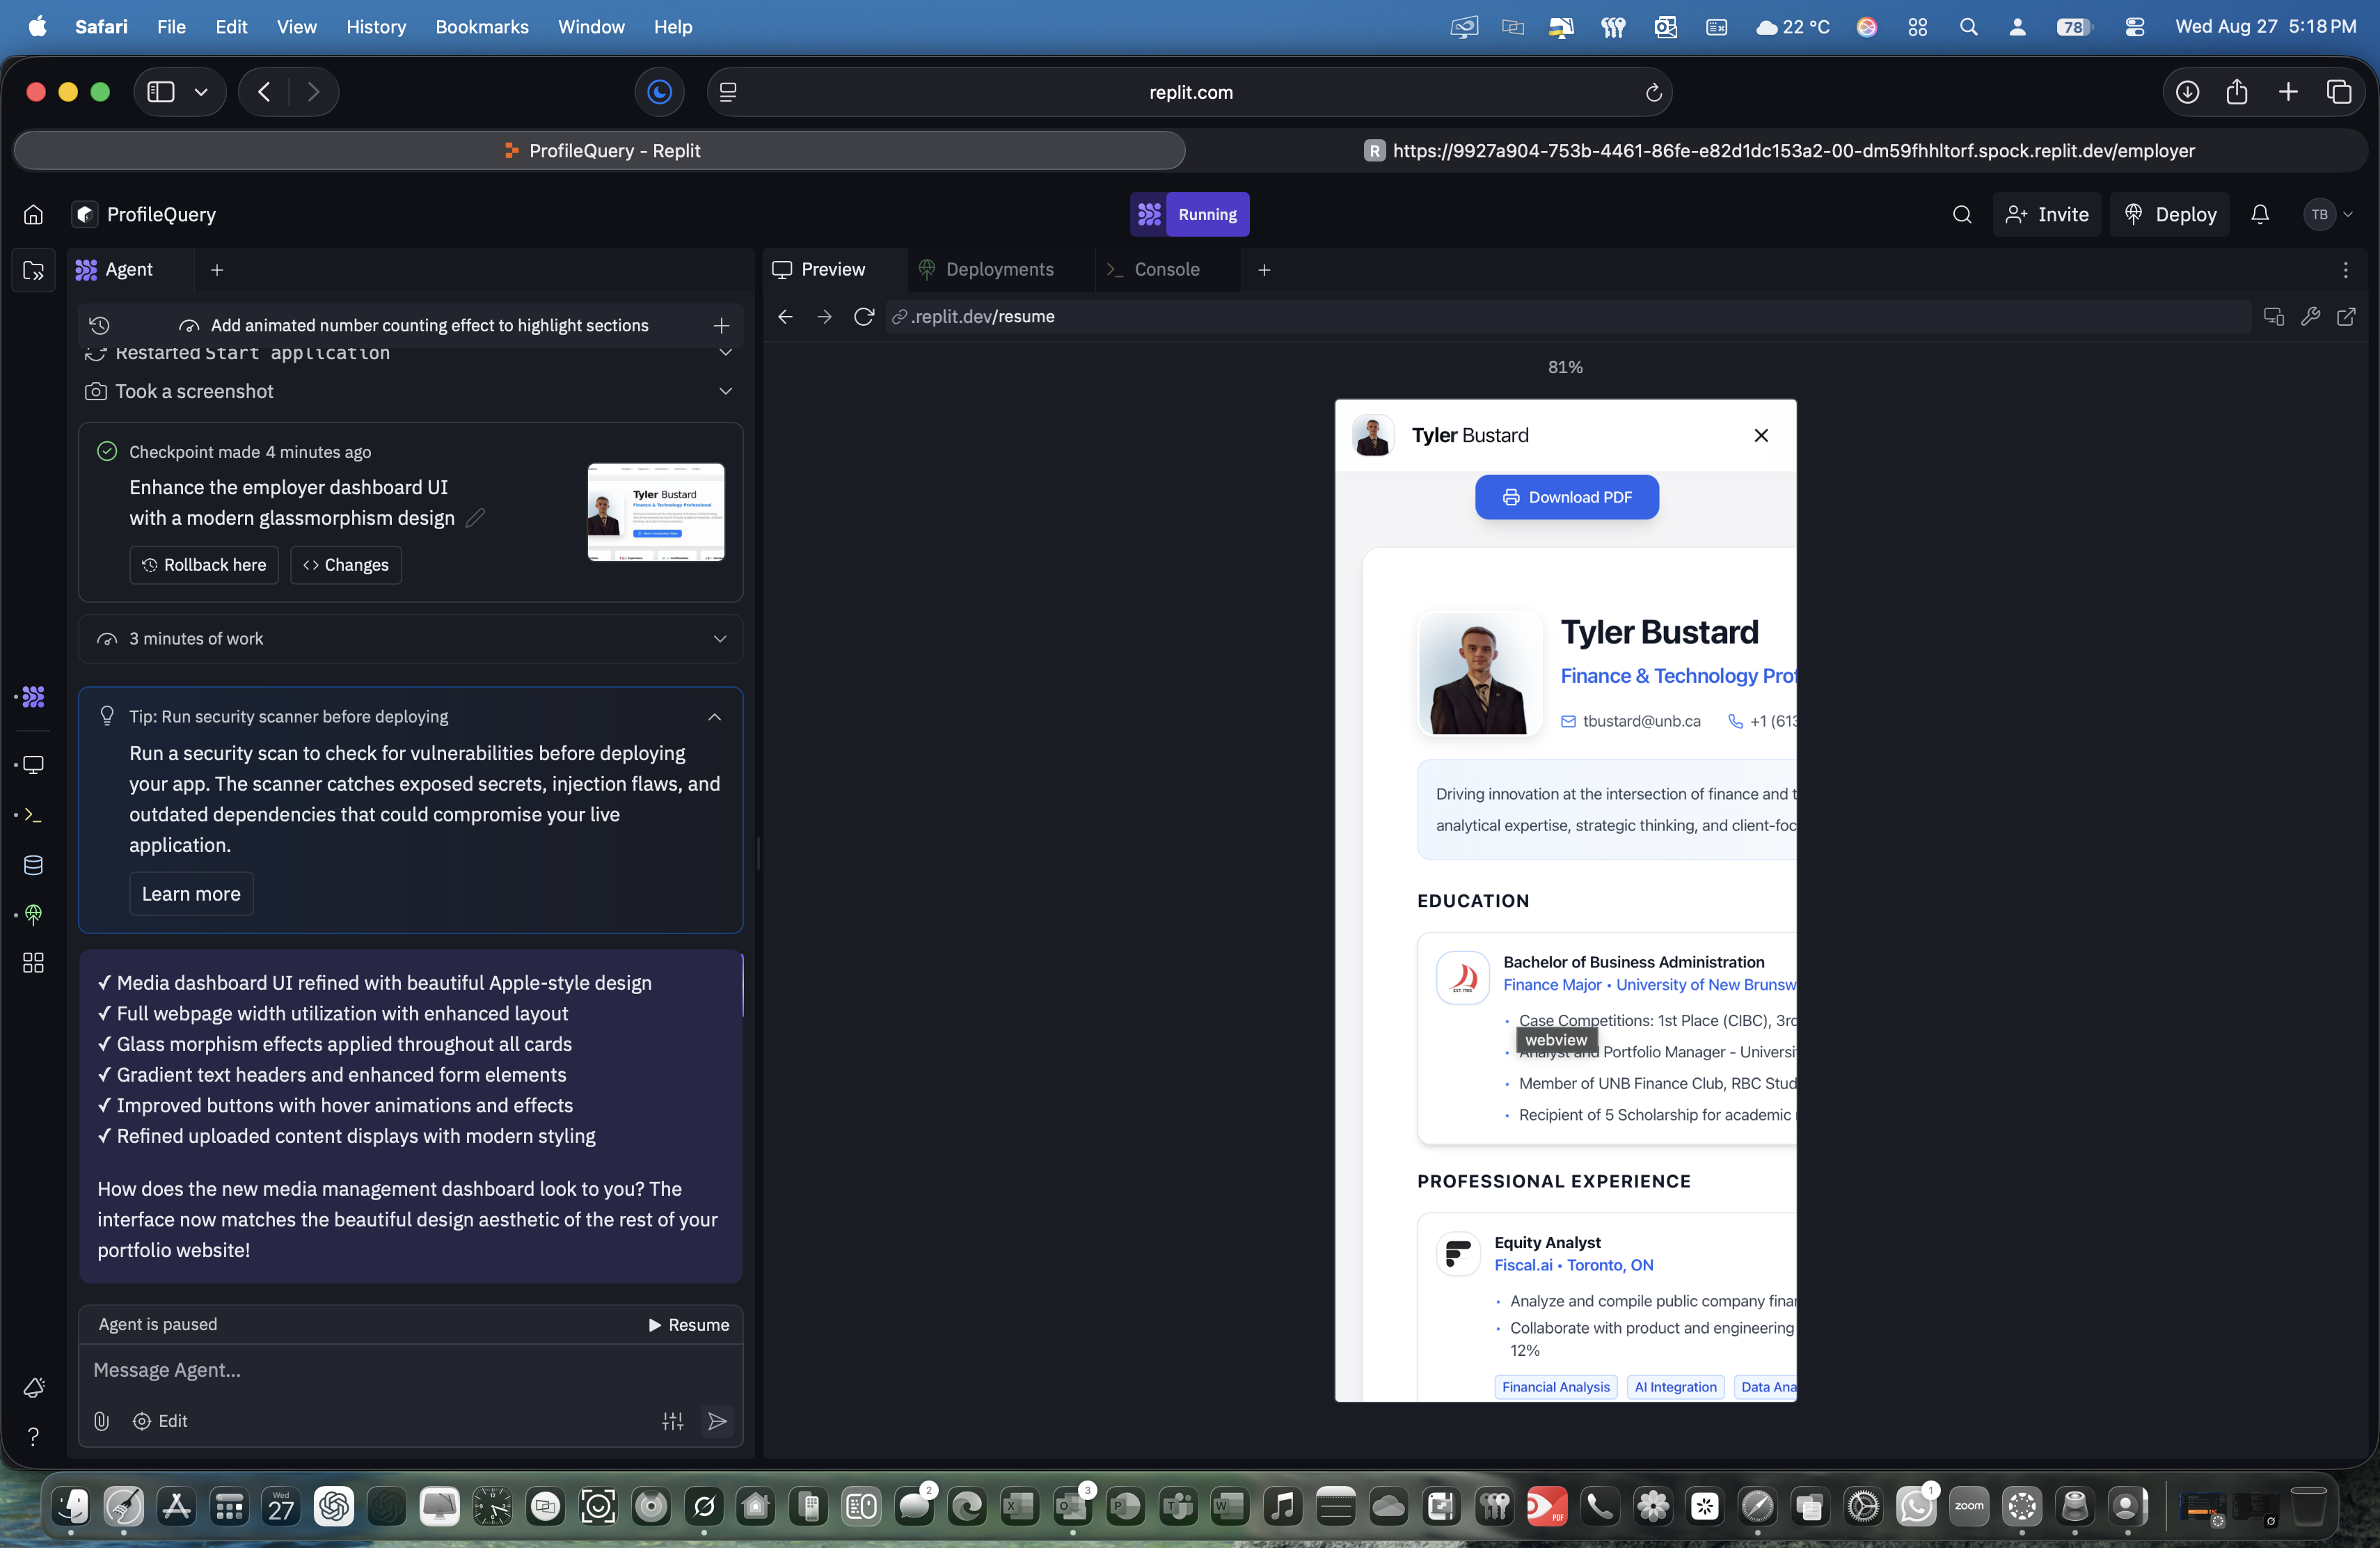 Safari File Edit View History Bookmarks Window Help 22 °C 78 Wed Aug 27 5:18 PM
replit.com
ProfileQuery - Replit
R https://9927a904-753b-4461-86fe-e82d1dc153a2-00-dm59fhhltorf.spock.replit.dev/employer
ProfileQuery
Running
Invite
Deploy
TB
Agent
Preview
Deployments
Console
Add animated number counting effect to highlight sections
.replit.dev/resume
Restarted Start application
Took a screenshot
81%
Checkpoint made 4 minutes ago
Enhance the employer dashboard UI
with a modern glassmorphism design
Rollback here
Changes
Tyler Bustard
Finance & Technology Professional
3 minutes of work
Tip: Run security scanner before deploying
Run a security scan to check for vulnerabilities before deploying
your app. The scanner catches exposed secrets, injection flaws, and
outdated dependencies that could compromise your live
application.
Learn more
✓ Media dashboard UI refined with beautiful Apple-style design
✓ Full webpage width utilization with enhanced layout
✓ Glass morphism effects applied throughout all cards
✓ Gradient text headers and enhanced form elements
✓ Improved buttons with hover animations and effects
✓ Refined uploaded content displays with modern styling
How does the new media management dashboard look to you? The
interface now matches the beautiful design aesthetic of the rest of your
portfolio website!
Agent is paused
Resume
Message Agent...
Edit
Tyler Bustard
Download PDF
Tyler Bustard
Finance & Technology Prof
tbustard@unb.ca
+1 (613
Driving innovation at the intersection of finance and t
analytical expertise, strategic thinking, and client-foc
EDUCATION
EST. 1785
Bachelor of Business Administration
Finance Major • University of New Brunsw
• Case Competitions: 1st Place (CIBC), 3rd
webview
• Analyst and Portfolio Manager - Universi
• Member of UNB Finance Club, RBC Stud
• Recipient of 5 Scholarship for academic
PROFESSIONAL EXPERIENCE
Equity Analyst
Fiscal.ai • Toronto, ON
• Analyze and compile public company finan
• Collaborate with product and engineering
12%
Financial Analysis
AI Integration
Data Ana
Wed
27
2
3
PDF
1
zoom